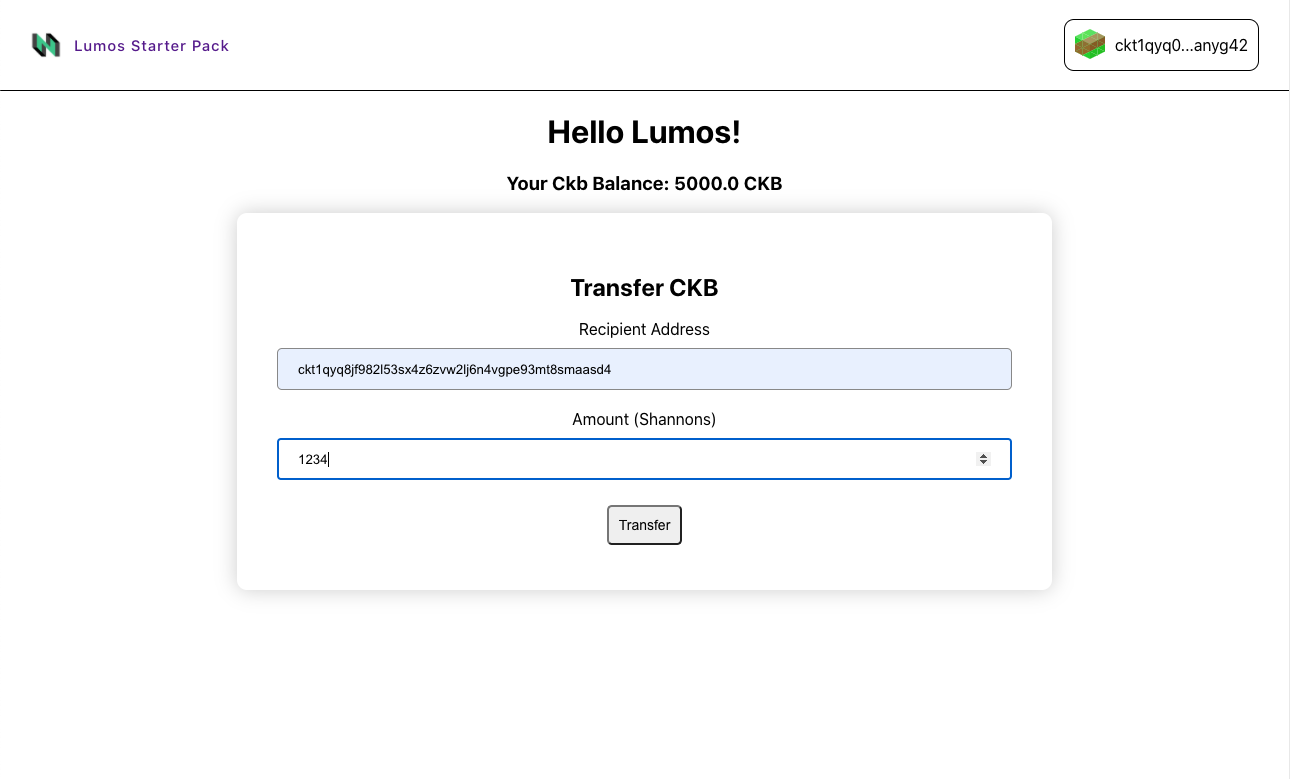 Lumos Starter Pack
ckt1qyq0...anyg42
Hello Lumos!
Your Ckb Balance: 5000.0 CKB
Transfer CKB
Recipient Address
ckt1qyq8jf982l53sx4z6zvw2lj6n4vgpe93mt8smaasd4
Amount (Shannons)
1234
Transfer